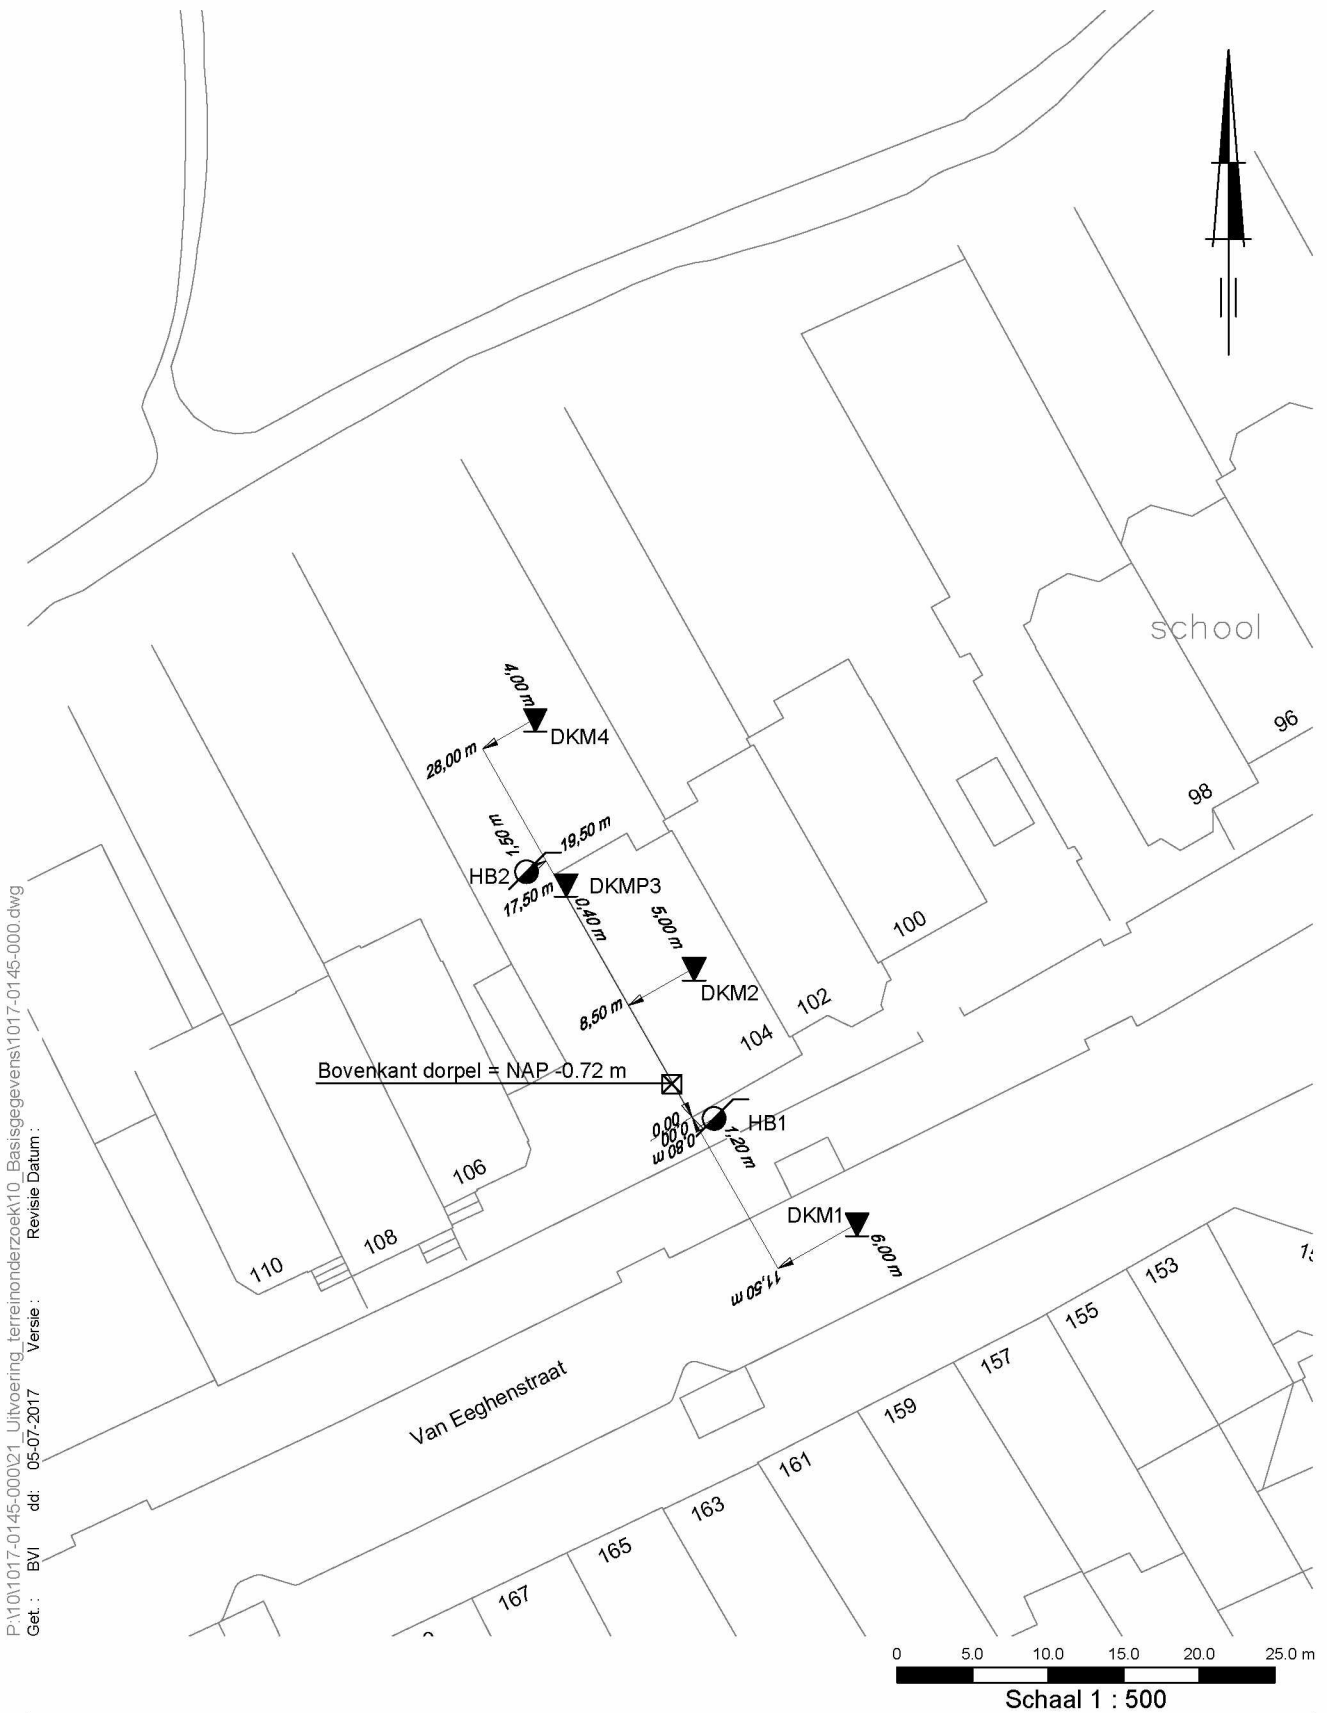 school
96
98
4,00 m
DKM4
28,00 m
1,50 m
19,50 m
HB2
17,50 m
DKMP3
0,40 m
5,00 m
100
DKM2
8,50 m
102
104
Bovenkant dorpel = NAP -0.72 m
0,00
0,00
0,80 m
HB1
1,20 m
106
108
110
DKM1
6,00 m
11,50 m
153
155
157
159
161
163
165
167
Van Eeghenstraat
P:\10\1017-0145-000\21_Uitvoering_terreinonderzoek\10_Basisgegevens\1017-0145-000.dwg
Get. : BVI dd: 05-07-2017 Versie : Revisie Datum :
0 5.0 10.0 15.0 20.0 25.0 m
Schaal 1 : 500